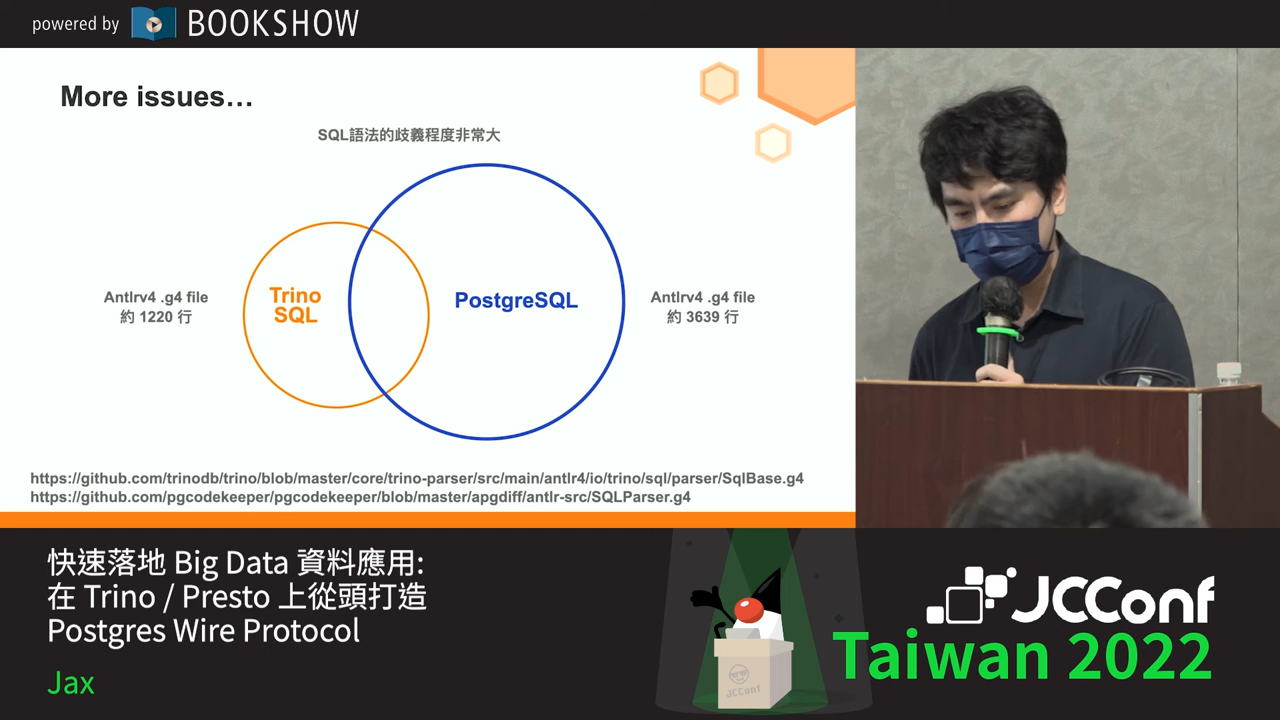 powered by BOOKSHOW
More issues…
SQL語法的歧義程度非常大
Antlrv4 .g4 file
約 1220 行
Trino
SQL
PostgreSQL
Antlrv4 .g4 file
約 3639 行
https://github.com/trinodb/trino/blob/master/core/trino-parser/src/main/antlr4/io/trino/sql/parser/SqlBase.g4
https://github.com/pgcodekeeper/pgcodekeeper/blob/master/apgdiff/antlr-src/SQLParser.g4
快速落地 Big Data 資料應用:
在 Trino / Presto 上從頭打造
Postgres Wire Protocol
Jax
JCConf
JCConf
Taiwan 2022